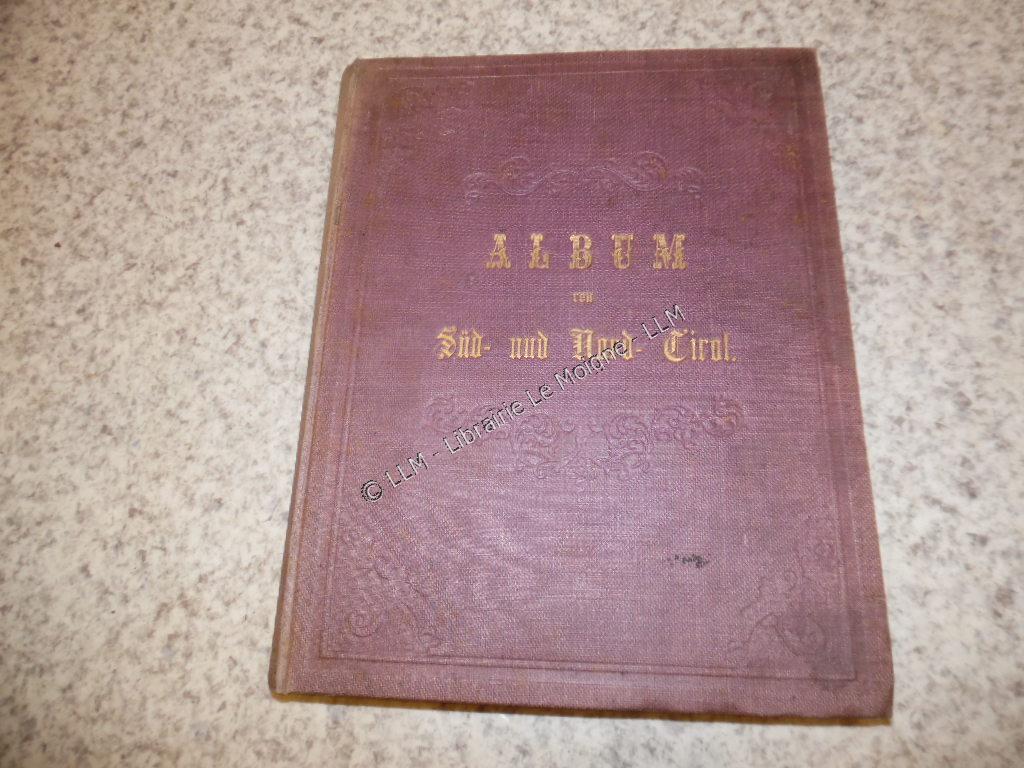 ALBUM
von
Süd- und Nord- Tirol.
© LLM - Librairie Le Moigne - LLM